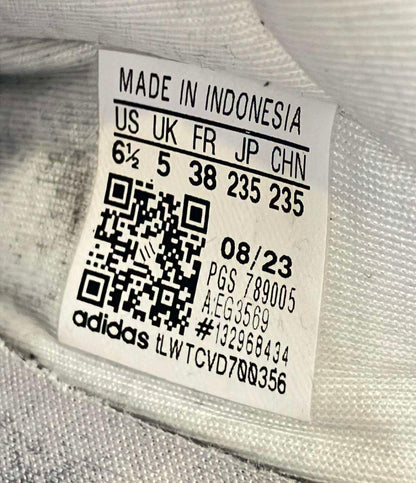 MADE IN INDONESIA
US UK FR JP CHN
6½ 5 38 235 235
08/23
PGS 789005
A:EG3569
#132968434
adidas tLWTCVD700356